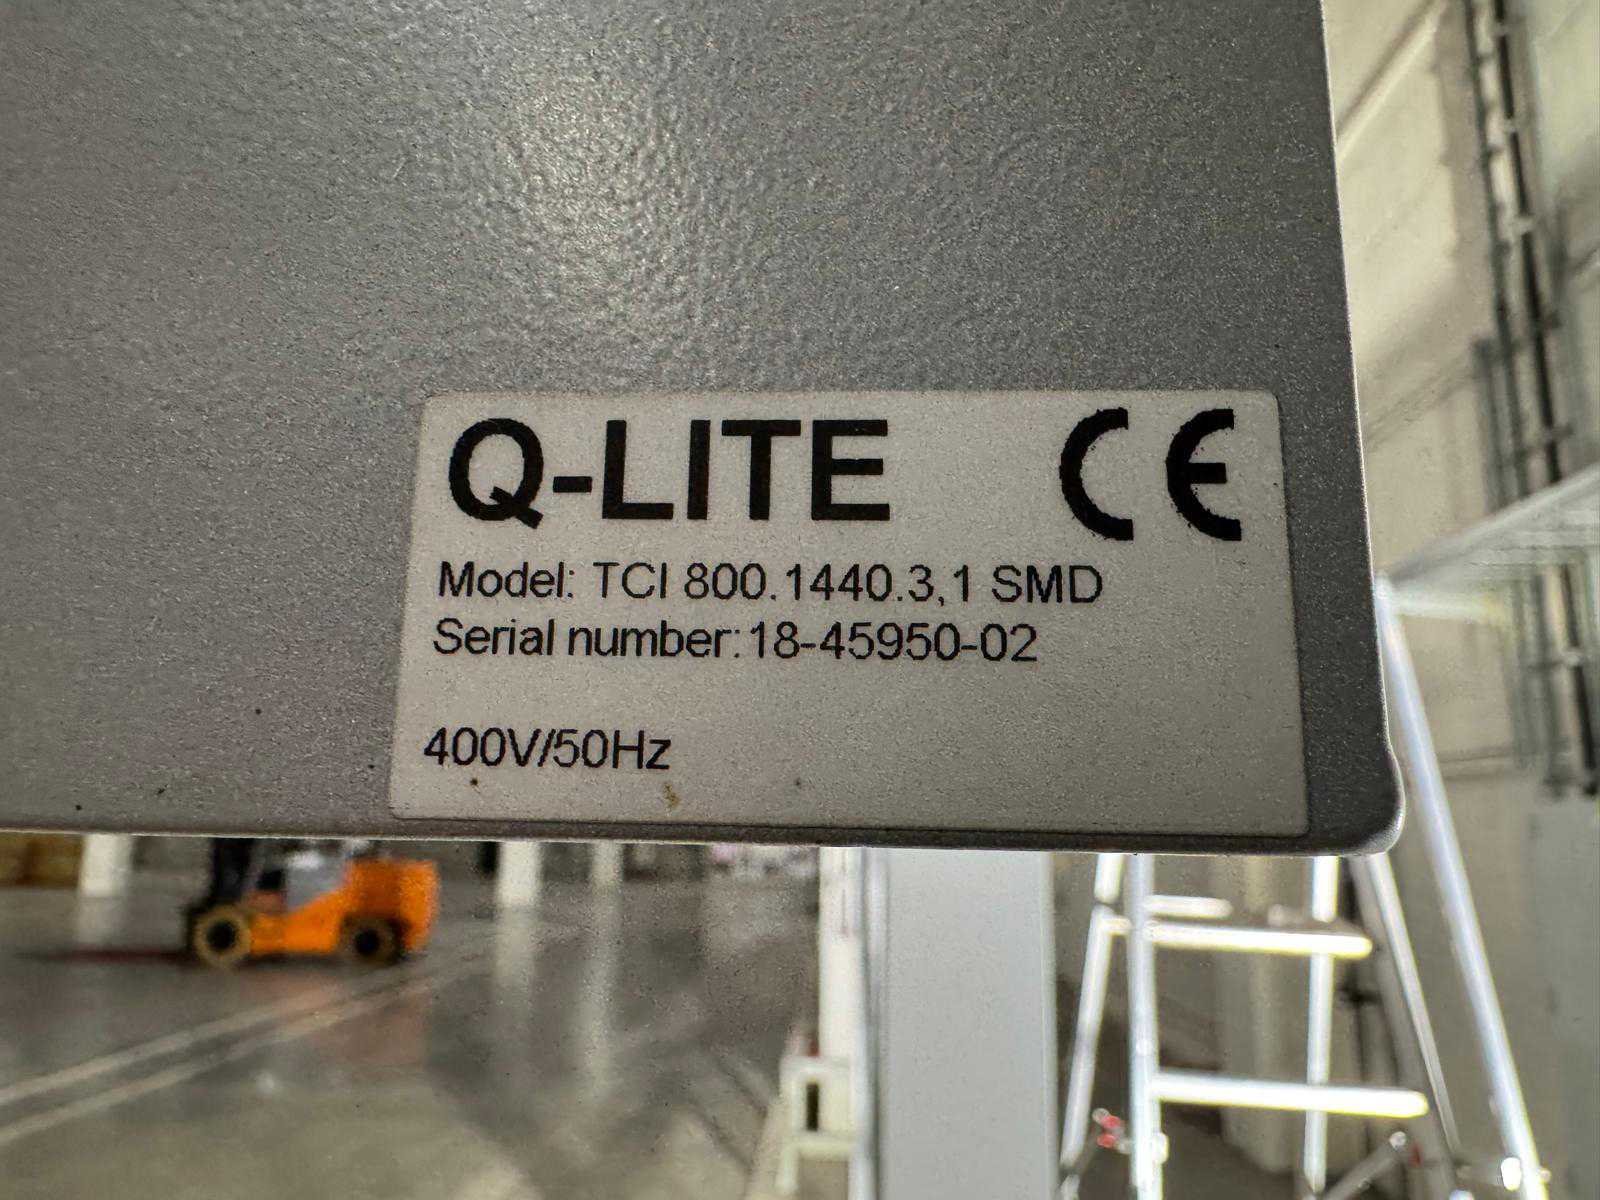 Q-LITE CE
Model: TCI 800.1440.3,1 SMD
Serial number: 18-45950-02
400V/50Hz